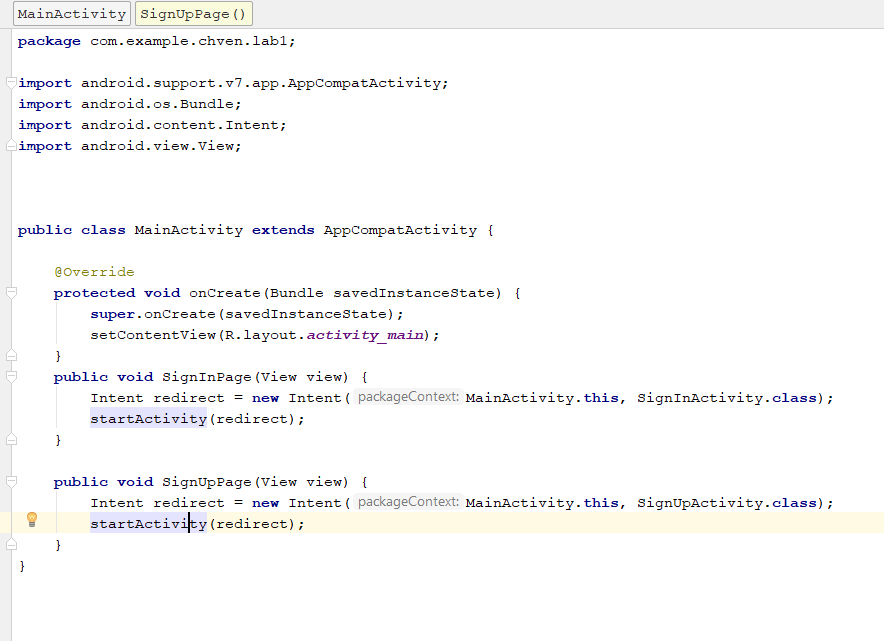 MainActivity SignUpPage()
package com.example.chven.lab1;
import android.support.v7.app.AppCompatActivity;
import android.os.Bundle;
import android.content.Intent;
import android.view.View;
public class MainActivity extends AppCompatActivity {
@Override
protected void onCreate(Bundle savedInstanceState) {
super.onCreate(savedInstanceState);
setContentView(R.layout.activity_main);
}
public void SignInPage(View view) {
Intent redirect = new Intent( packageContext: MainActivity.this, SignInActivity.class);
startActivity(redirect);
}
public void SignUpPage(View view) {
Intent redirect = new Intent( packageContext: MainActivity.this, SignUpActivity.class);
startActivity(redirect);
}
}